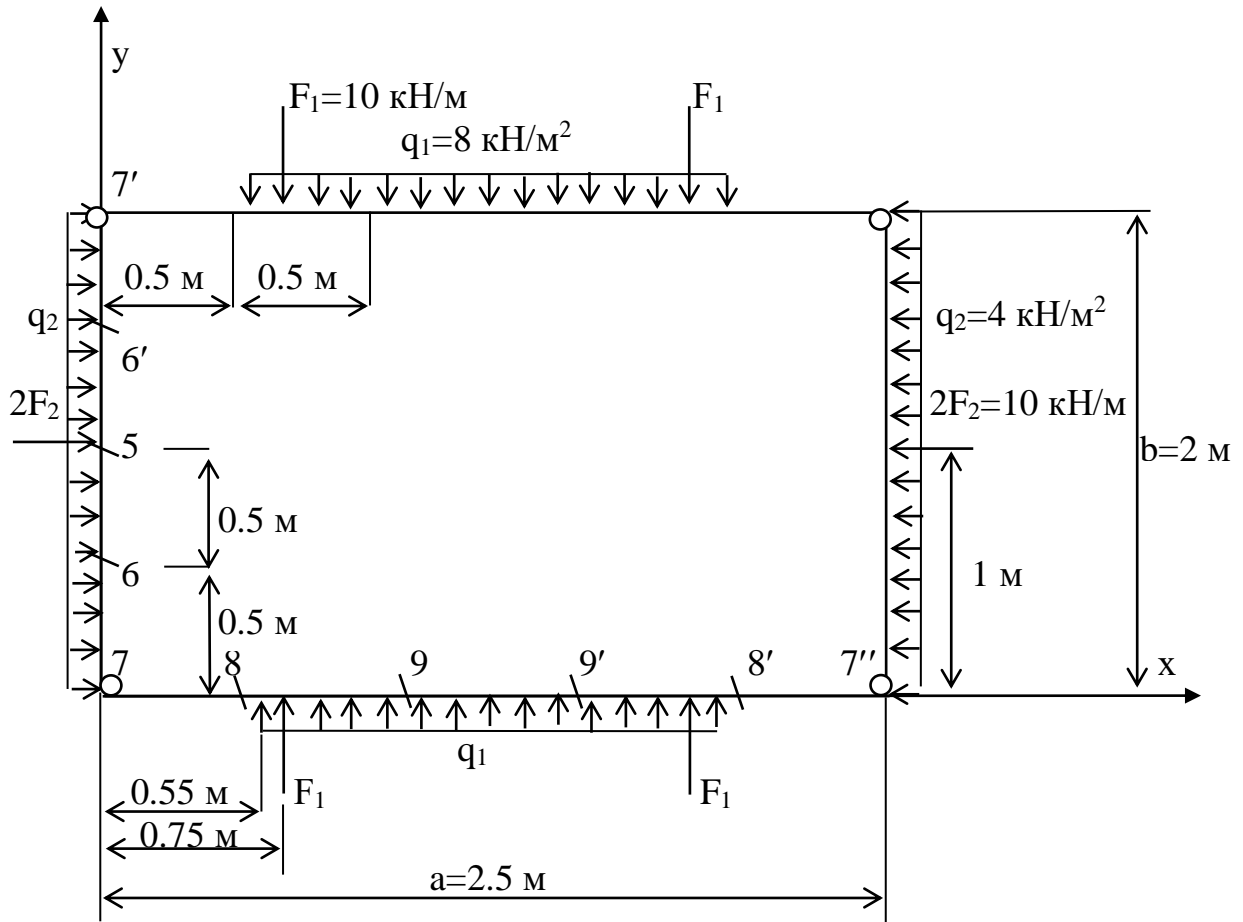 y
F₁=10 кН/м
F₁
q₁=8 кН/м²
7′
0.5 м
0.5 м
q₂
q₂=4 кН/м²
6′
2F₂
2F₂=10 кН/м
5
b=2 м
0.5 м
6
1 м
0.5 м
7
8
9
9′
8′
7′′
x
q₁
0.55 м
F₁
F₁
0.75 м
a=2.5 м